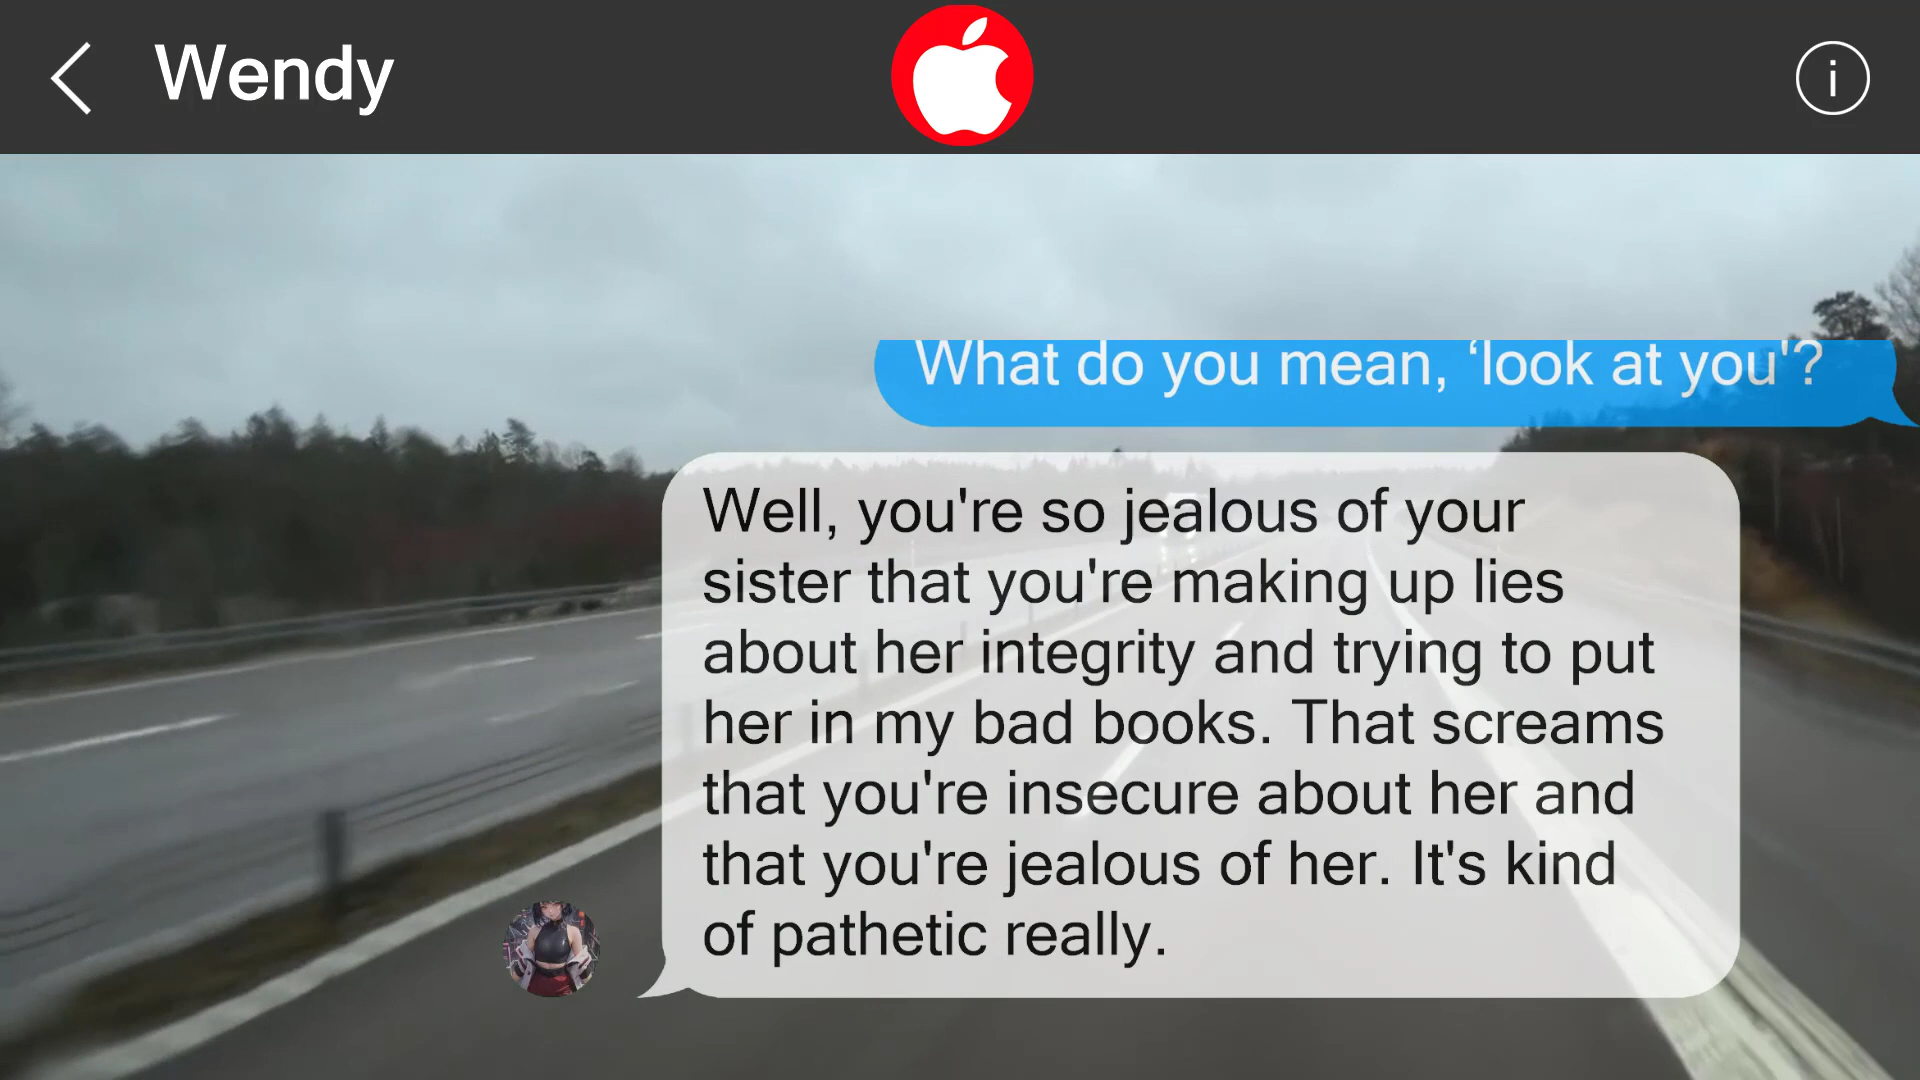 Wendy
i
What do you mean, ‘look at you'?
Well, you're so jealous of your
sister that you're making up lies
about her integrity and trying to put
her in my bad books. That screams
that you're insecure about her and
that you're jealous of her. It's kind
of pathetic really.